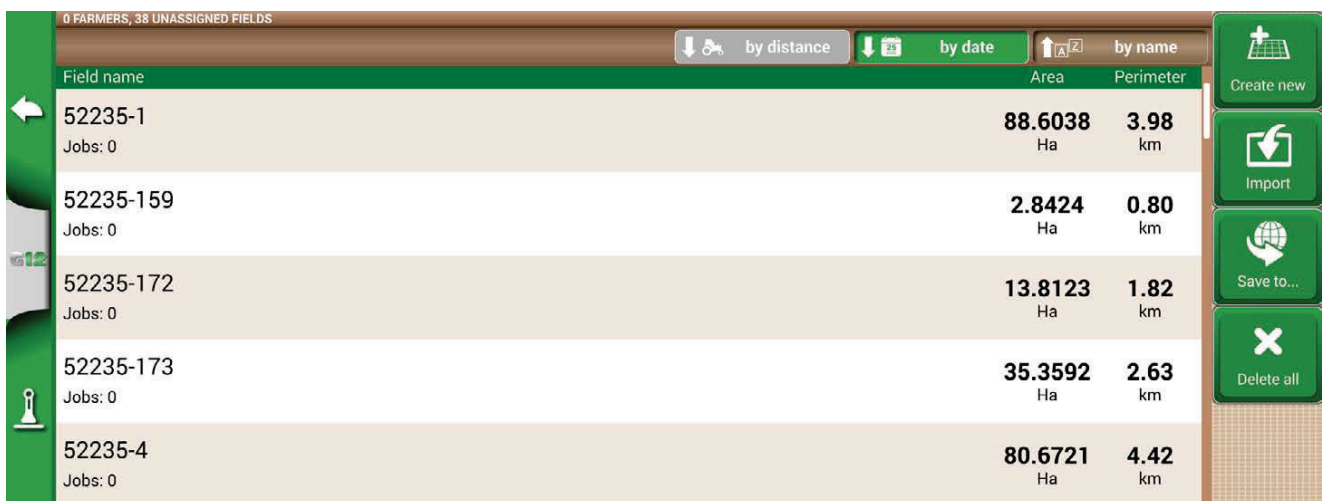 0 FARMERS, 38 UNASSIGNED FIELDS
by distance
25
by date
A Z
by name
Field name Area Perimeter
52235-1 88.6038 3.98
Jobs: 0 Ha km
52235-159 2.8424 0.80
Jobs: 0 Ha km
52235-172 13.8123 1.82
Jobs: 0 Ha km
52235-173 35.3592 2.63
Jobs: 0 Ha km
52235-4 80.6721 4.42
Jobs: 0 Ha km
G12
Create new
Import
Save to...
Delete all